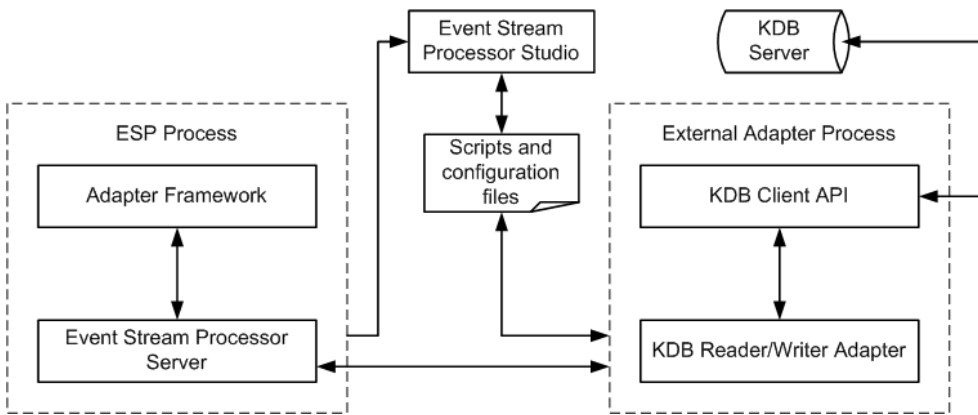 Event Stream
Processor Studio
KDB
Server
ESP Process
External Adapter Process
Scripts and
configuration
files
Adapter Framework
KDB Client API
Event Stream Processor
Server
KDB Reader/Writer Adapter